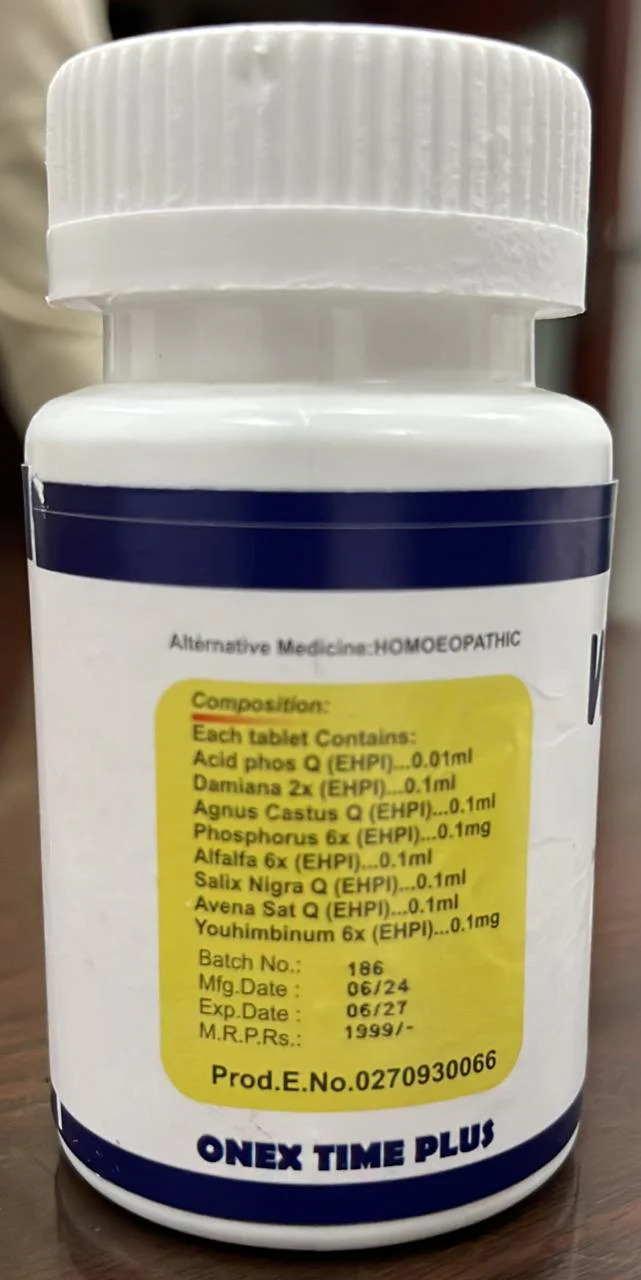 Alternative Medicine:HOMOEOPATHIC
Composition:
Each tablet Contains:
Acid phos Q (EHPI)...0.01ml
Damiana 2x (EHPI)...0.1ml
Agnus Castus Q (EHPI)...0.1ml
Phosphorus 6x (EHPI)...0.1mg
Alfalfa 6x (EHPI)...0.1ml
Salix Nigra Q (EHPI)...0.1ml
Avena Sat Q (EHPI)...0.1ml
Youhimbinum 6x (EHPI)...0.1mg
Batch No.: 186
Mfg.Date : 06/24
Exp.Date : 06/27
M.R.P.Rs.: 1999/-
Prod.E.No.0270930066
ONEX TIME PLUS